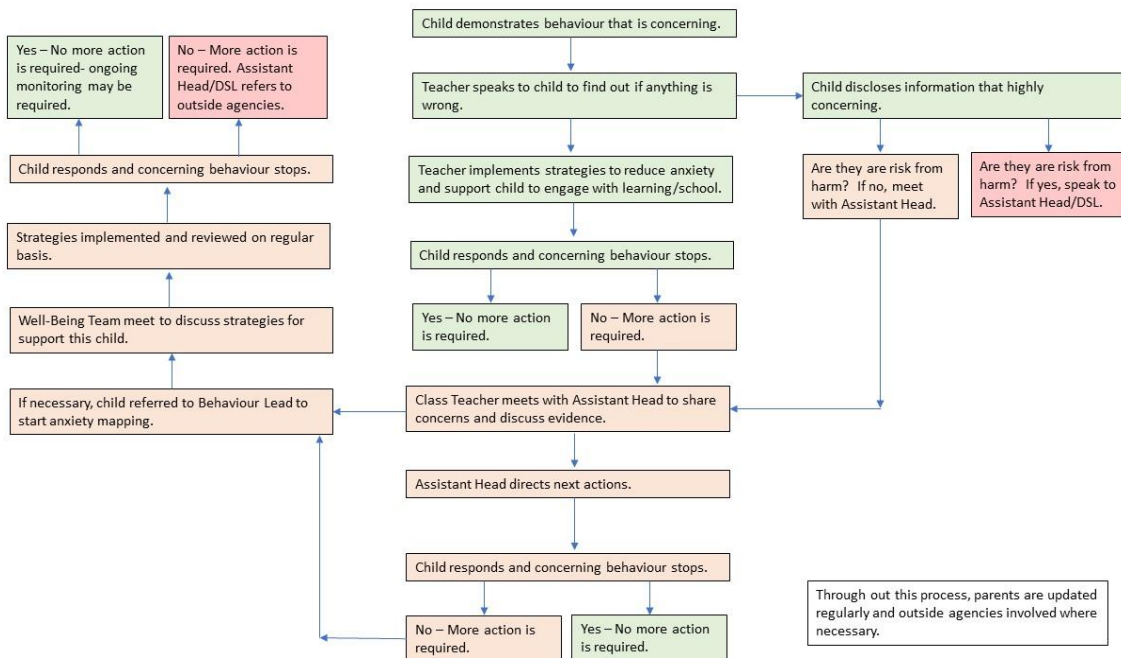 Child demonstrates behaviour that is concerning.
Teacher speaks to child to find out if anything is
wrong.
Child discloses information that highly
concerning.
Are they are risk from
harm?  If no, meet
with Assistant Head.
Are they are risk from
harm?  If yes, speak to
Assistant Head/DSL.
Teacher implements strategies to reduce anxiety
and support child to engage with learning/school.
Child responds and concerning behaviour stops.
Yes – No more action
is required.
No – More action is
required.
Class Teacher meets with Assistant Head to share
concerns and discuss evidence.
Assistant Head directs next actions.
Child responds and concerning behaviour stops.
No – More action is
required.
Yes – No more action
is required.
If necessary, child referred to Behaviour Lead to
start anxiety mapping.
Well-Being Team meet to discuss strategies for
support this child.
Strategies implemented and reviewed on regular
basis.
Child responds and concerning behaviour stops.
Yes – No more action
is required- ongoing
monitoring may be
required.
No – More action is
required. Assistant
Head/DSL refers to
outside agencies.
Through out this process, parents are updated
regularly and outside agencies involved where
necessary.